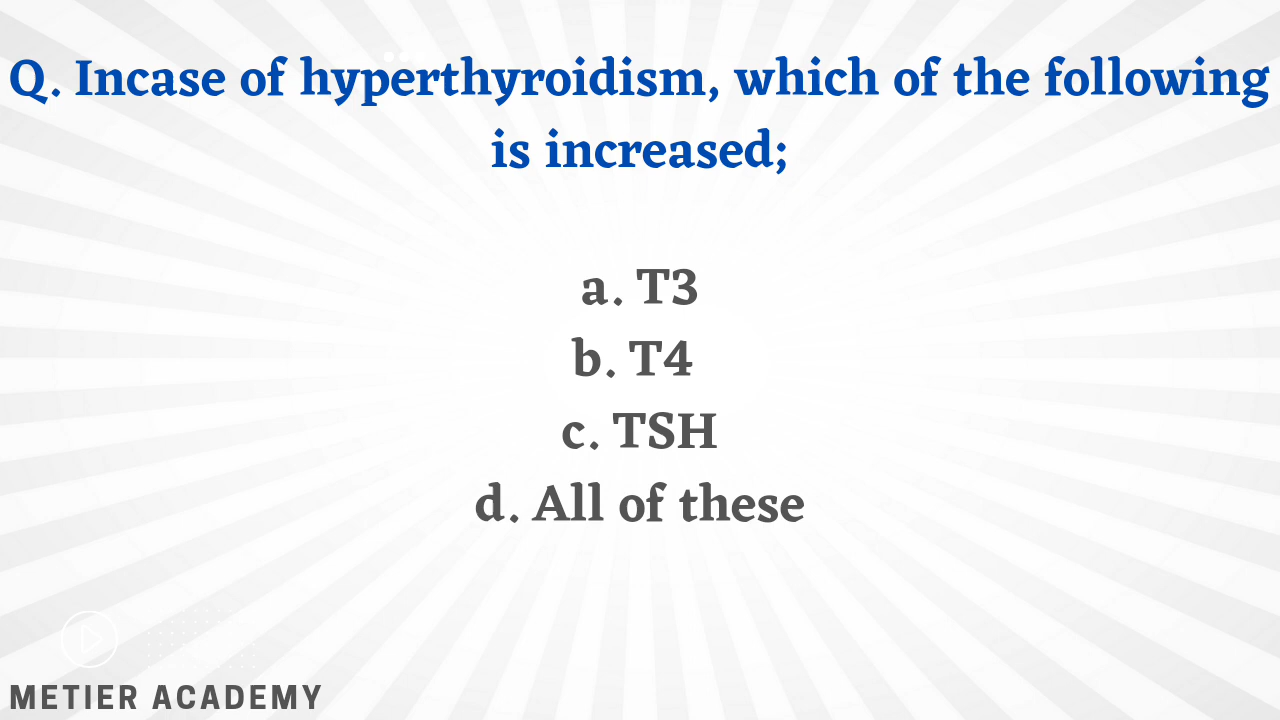 Q. Incase of hyperthyroidism, which of the following
is increased;
a. T3
b. T4
c. TSH
d. All of these
METIER ACADEMY